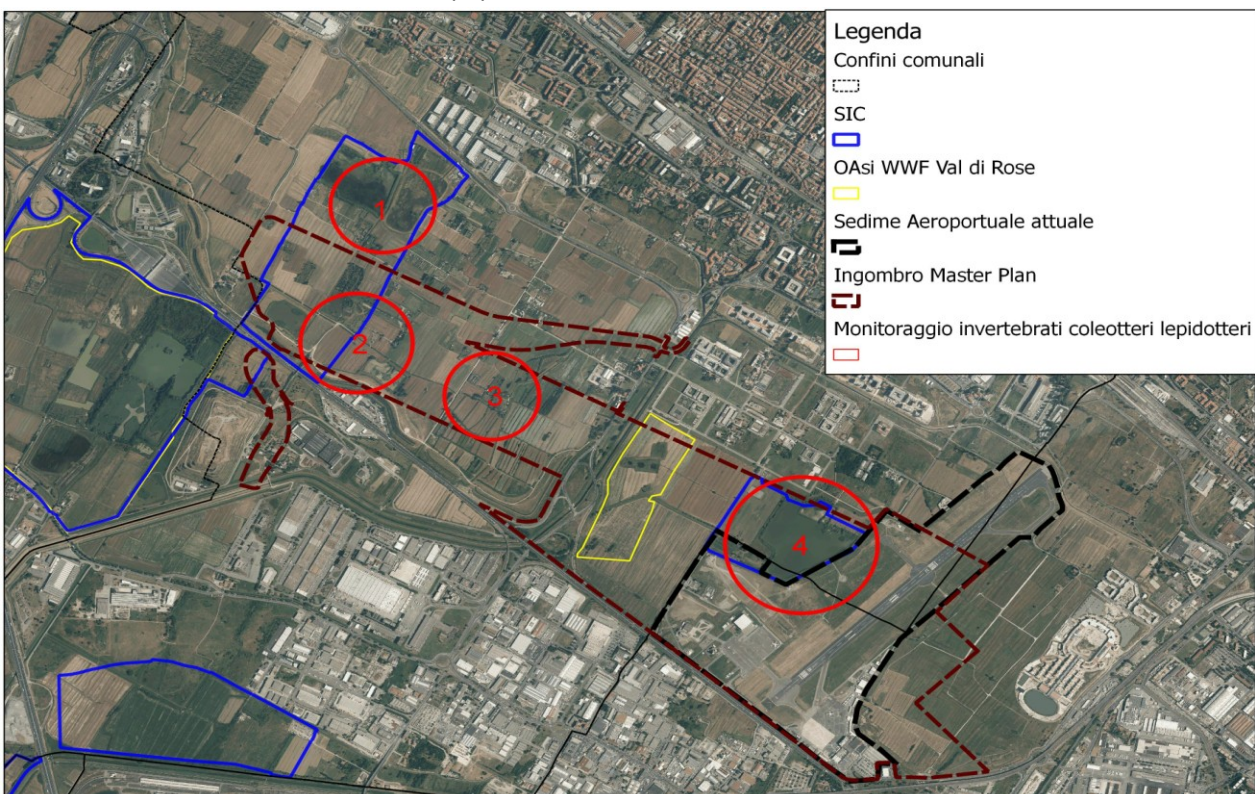 Legenda
Confini comunali
SIC
OAsi WWF Val di Rose
Sedime Aeroportuale attuale
Ingombro Master Plan
Monitoraggio invertebrati coleotteri lepidotteri
1
2
3
4